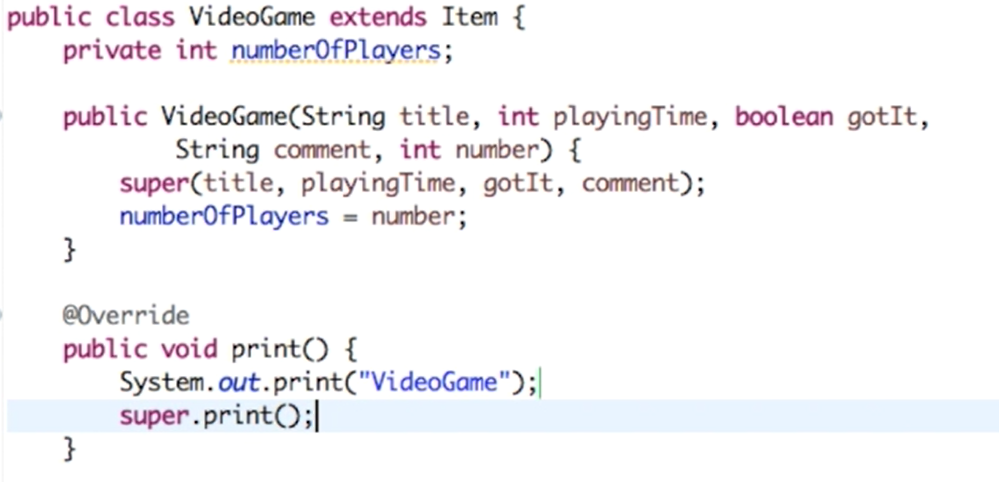 public class VideoGame extends Item {
    private int numberOfPlayers;

    public VideoGame(String title, int playingTime, boolean gotIt,
            String comment, int number) {
        super(title, playingTime, gotIt, comment);
        numberOfPlayers = number;
    }

    @Override
    public void print() {
        System.out.print("VideoGame");
        super.print();
    }